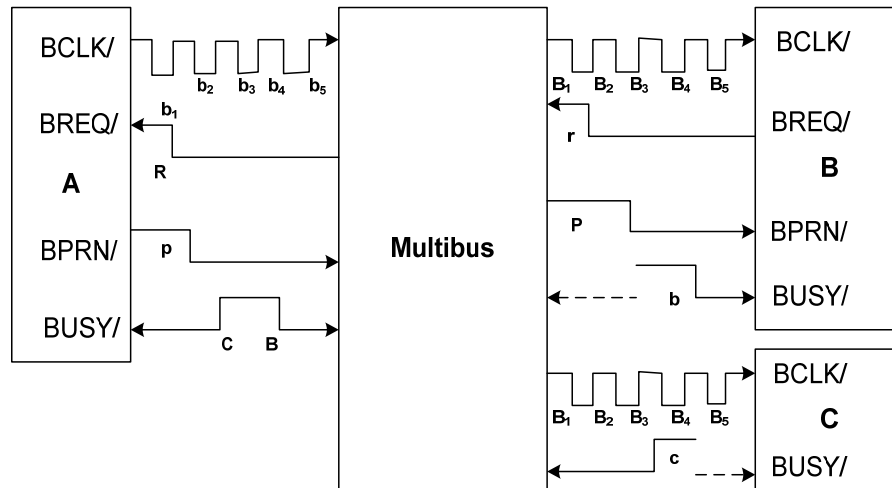 BCLK/
b1
b2
b3
b4
b5
BREQ/
R
A
BPRN/
p
BUSY/
C
B
Multibus
B1
B2
B3
B4
B5
BCLK/
r
BREQ/
B
P
BPRN/
b
BUSY/
B1
B2
B3
B4
B5
BCLK/
C
c
BUSY/